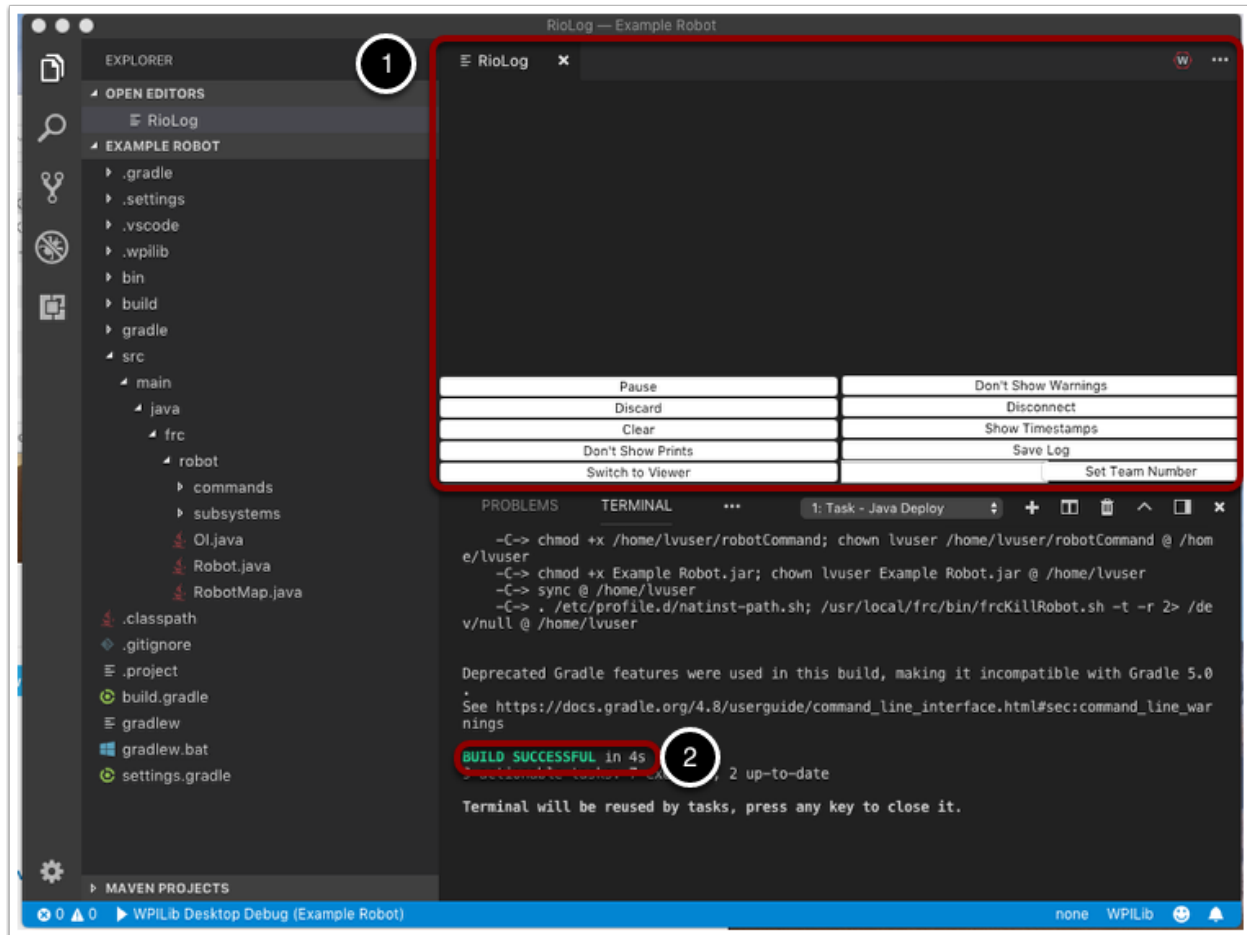 RioLog — Example Robot
EXPLORER
1
RioLog
W
OPEN EDITORS
RioLog
EXAMPLE ROBOT
.gradle
.settings
.vscode
.wpilib
bin
build
gradle
src
main
java
frc
robot
commands
subsystems
OI.java
Robot.java
RobotMap.java
.classpath
.gitignore
.project
build.gradle
gradlew
gradlew.bat
settings.gradle
MAVEN PROJECTS
Pause
Don't Show Warnings
Discard
Disconnect
Clear
Show Timestamps
Don't Show Prints
Save Log
Switch to Viewer
Set Team Number
PROBLEMS TERMINAL ••• 1: Task - Java Deploy
-C-> chmod +x /home/lvuser/robotCommand; chown lvuser /home/lvuser/robotCommand @ /hom
e/lvuser
-C-> chmod +x Example Robot.jar; chown lvuser Example Robot.jar @ /home/lvuser
-C-> sync @ /home/lvuser
-C-> . /etc/profile.d/natinst-path.sh; /usr/local/frc/bin/frcKillRobot.sh -t -r 2> /de
v/null @ /home/lvuser
Deprecated Gradle features were used in this build, making it incompatible with Gradle 5.0
.
See https://docs.gradle.org/4.8/userguide/command_line_interface.html#sec:command_line_war
nings
BUILD SUCCESSFUL in 4s
2
, 2 up-to-date
Terminal will be reused by tasks, press any key to close it.
0 0 WPILib Desktop Debug (Example Robot)
none WPILib